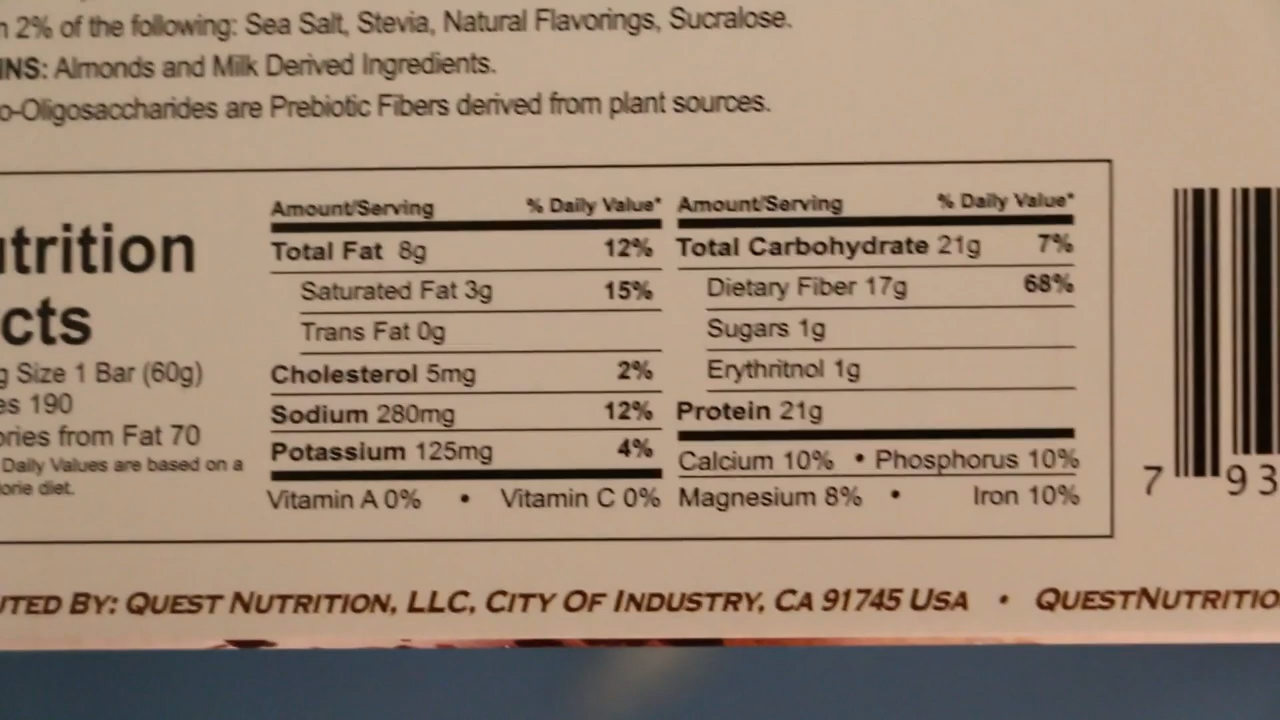 n 2% of the following: Sea Salt, Stevia, Natural Flavorings, Sucralose.
INS: Almonds and Milk Derived Ingredients.
o-Oligosaccharides are Prebiotic Fibers derived from plant sources.
utrition
cts
g Size 1 Bar (60g)
es 190
ories from Fat 70
Daily Values are based on a
lorie diet.
Amount/Serving % Daily Value*
Total Fat 8g 12%
Saturated Fat 3g 15%
Trans Fat 0g
Cholesterol 5mg 2%
Sodium 280mg 12%
Potassium 125mg 4%
Vitamin A 0% • Vitamin C 0%
Amount/Serving % Daily Value*
Total Carbohydrate 21g 7%
Dietary Fiber 17g 68%
Sugars 1g
Erythritnol 1g
Protein 21g
Calcium 10% • Phosphorus 10%
Magnesium 8% • Iron 10%
7 93
UTED BY: QUEST NUTRITION, LLC, CITY OF INDUSTRY, CA 91745 USA • QUESTNUTRITIO